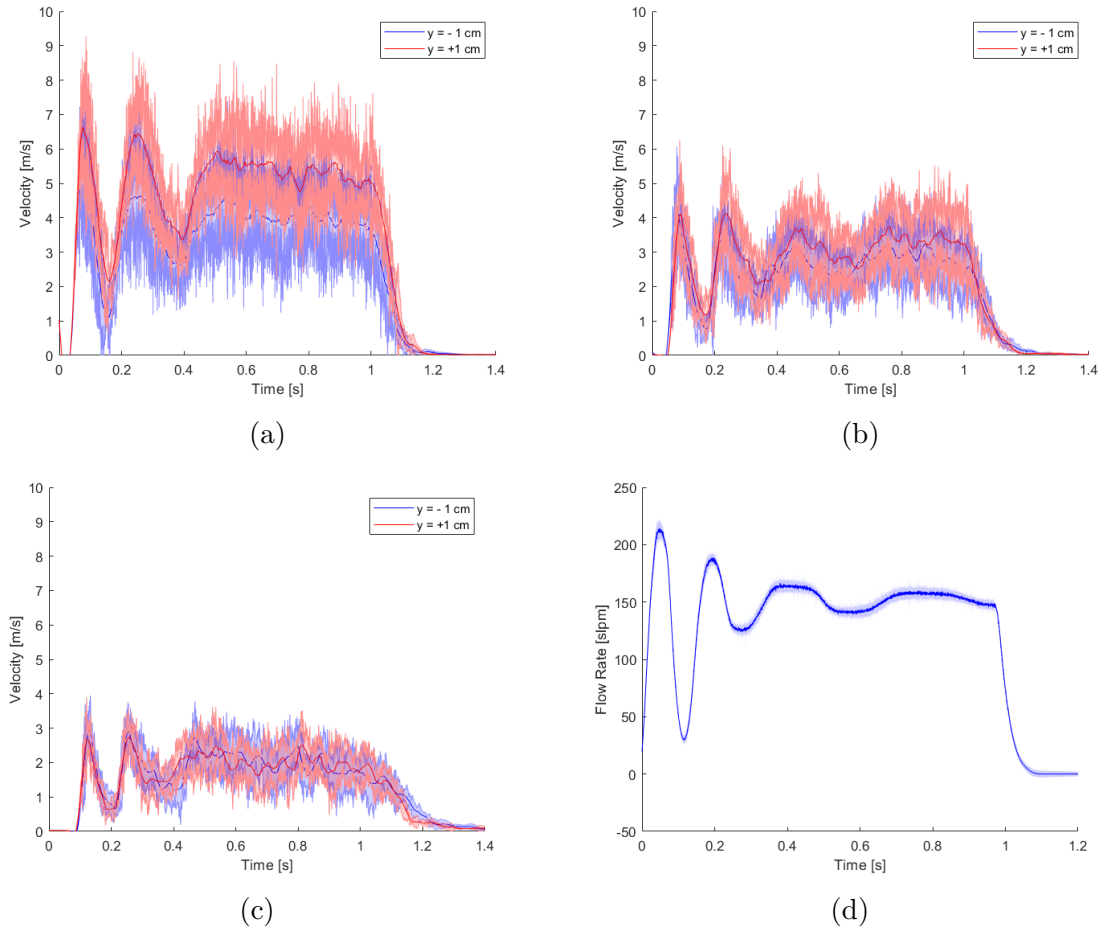 10
9
8
7
6
5
4
3
2
1
0
Velocity [m/s]
0 0.2 0.4 0.6 0.8 1 1.2 1.4
Time [s]
y = - 1 cm
y = +1 cm
(a)
10
9
8
7
6
5
4
3
2
1
0
Velocity [m/s]
0 0.2 0.4 0.6 0.8 1 1.2 1.4
Time [s]
y = - 1 cm
y = +1 cm
(b)
10
9
8
7
6
5
4
3
2
1
0
Velocity [m/s]
0 0.2 0.4 0.6 0.8 1 1.2 1.4
Time [s]
y = - 1 cm
y = +1 cm
(c)
250
200
150
100
50
0
-50
Flow Rate [slpm]
0 0.2 0.4 0.6 0.8 1 1.2
Time [s]
(d)